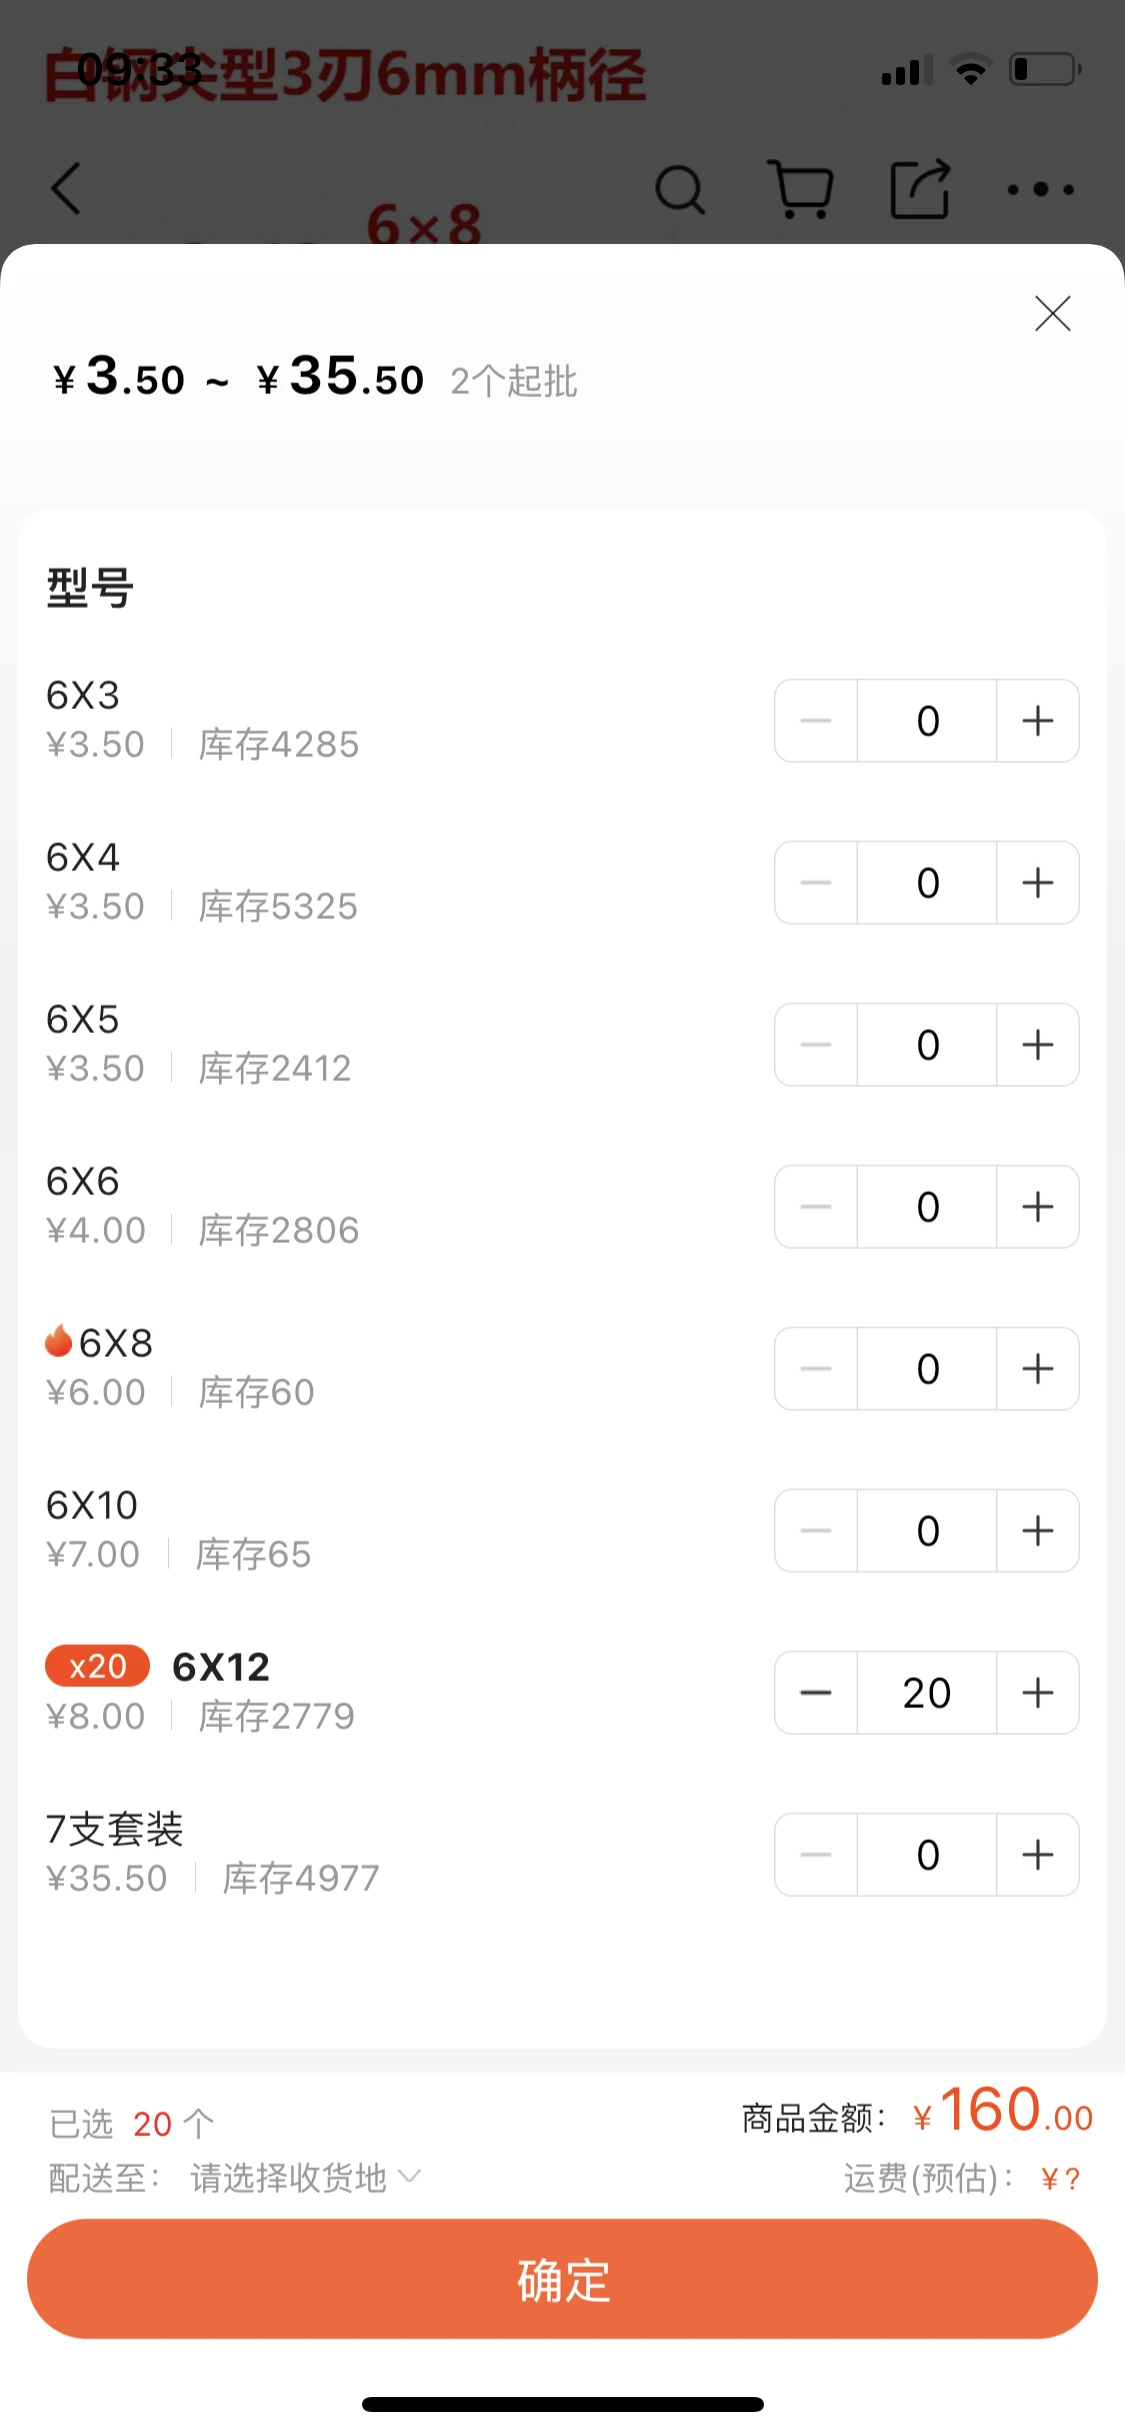 09:33
白钢尖型3刃6mm柄径
6×8
¥3.50 ~ ¥35.50 2个起批
型号
6X3
¥3.50 库存4285
0
6X4
¥3.50 库存5325
0
6X5
¥3.50 库存2412
0
6X6
¥4.00 库存2806
0
6X8
¥6.00 库存60
0
6X10
¥7.00 库存65
0
x20 6X12
¥8.00 库存2779
20
7支套装
¥35.50 库存4977
0
已选 20 个
商品金额: ¥160.00
配送至: 请选择收货地
运费(预估): ¥?
确定